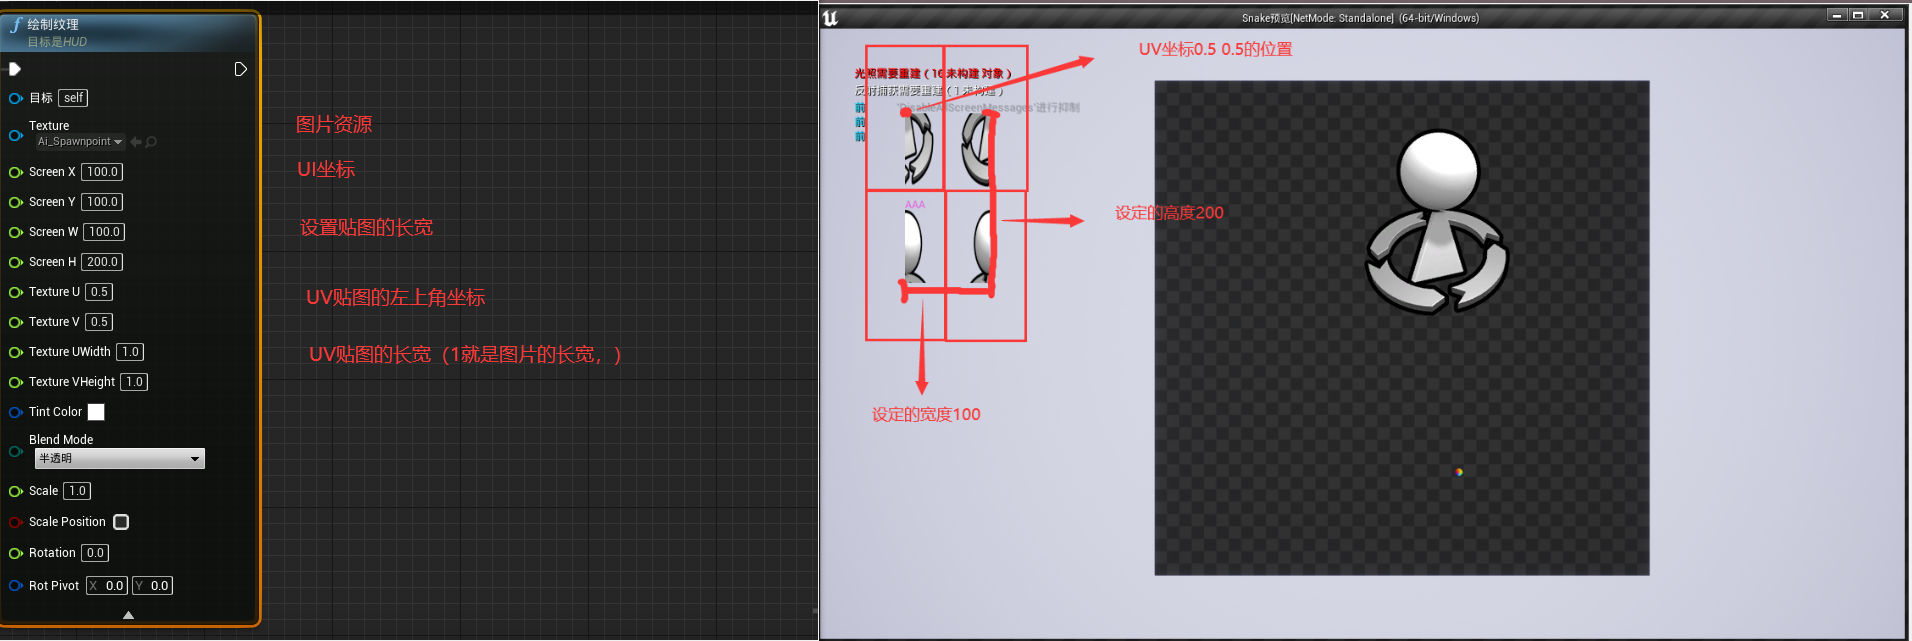 绘制纹理
目标是HUD
目标 self
Texture
Ai_Spawnpoint
Screen X 100.0
Screen Y 100.0
Screen W 100.0
Screen H 200.0
Texture U 0.5
Texture V 0.5
Texture UWidth 1.0
Texture VHeight 1.0
Tint Color
Blend Mode
半透明
Scale 1.0
Scale Position
Rotation 0.0
Rot Pivot X 0.0 Y 0.0
图片资源
UI坐标
设置贴图的长宽
UV贴图的左上角坐标
UV贴图的长宽（1就是图片的长宽，）
Snake预览[NetMode: Standalone] (64-bit/Windows)
UV坐标0.5 0.5的位置
光照需要重建（16 未构建 对象）
反射捕获需要重建（1 未构建）
前 'DisableAllScreenMessages'进行抑制
前
前
AAA
设定的高度200
设定的宽度100